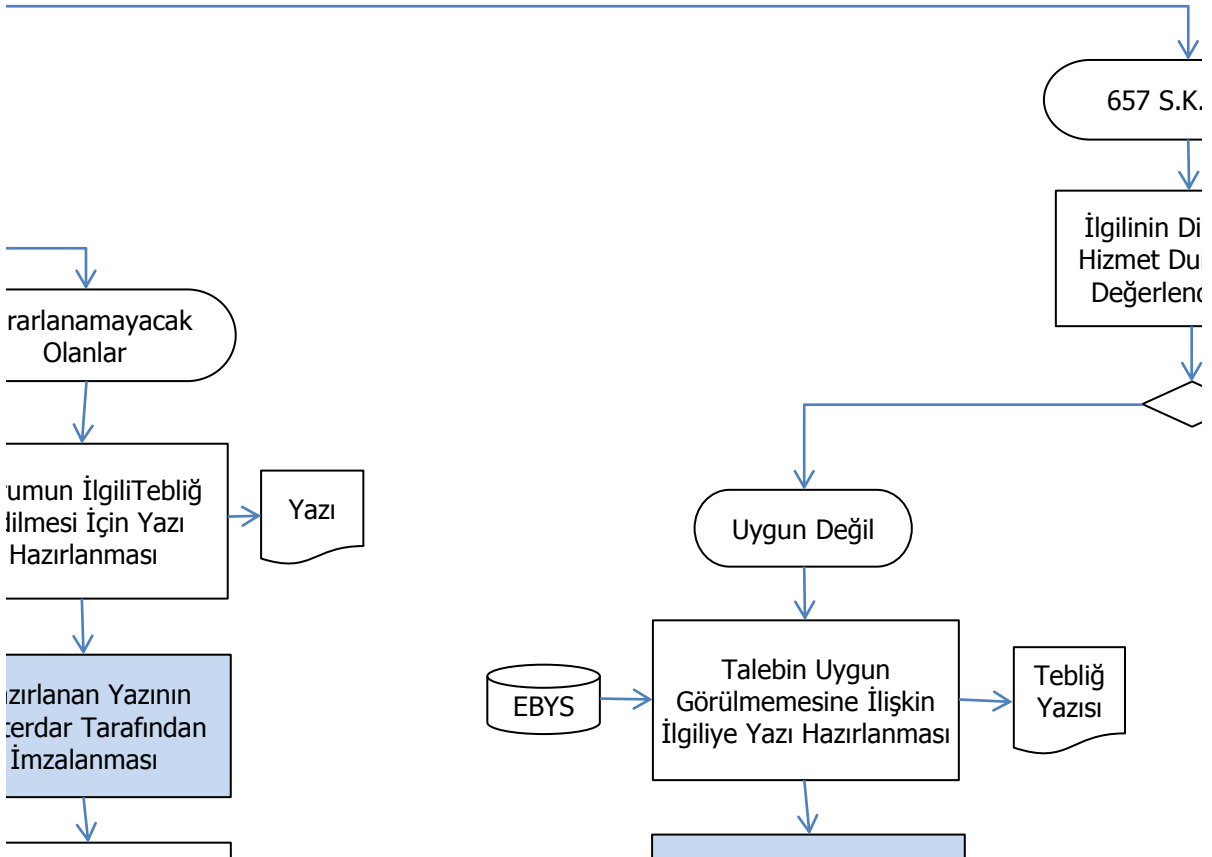 657 S.K.
İlgilinin Di
Hizmet Du
Değerlend
rarlanamayacak
Olanlar
umun İlgiliTebliğ
dilmesi İçin Yazı
Hazırlanması
Yazı
Uygun Değil
zırlanan Yazının
terdar Tarafından
İmzalanması
EBYS
Talebin Uygun
Görülmemesine İlişkin
İlgiliye Yazı Hazırlanması
Tebliğ
Yazısı